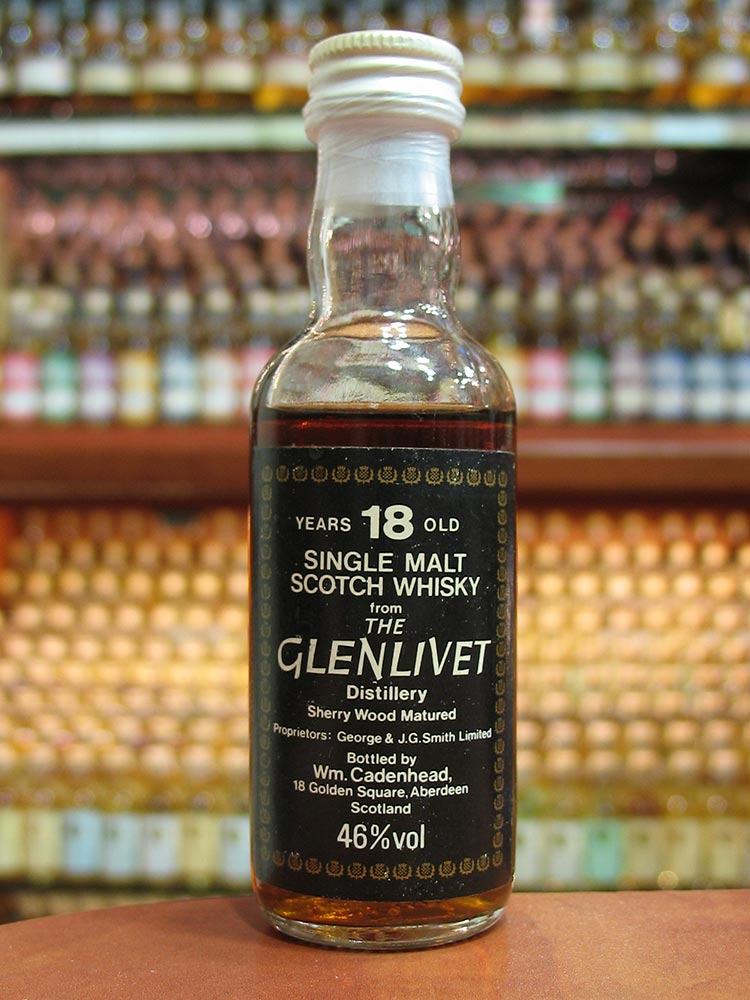 YEARS 18 OLD
SINGLE MALT
SCOTCH WHISKY
from
THE
GLENLIVET
Distillery
Sherry Wood Matured
Proprietors: George & J.G.Smith Limited
Bottled by
Wm. Cadenhead,
18 Golden Square, Aberdeen
Scotland
46%vol